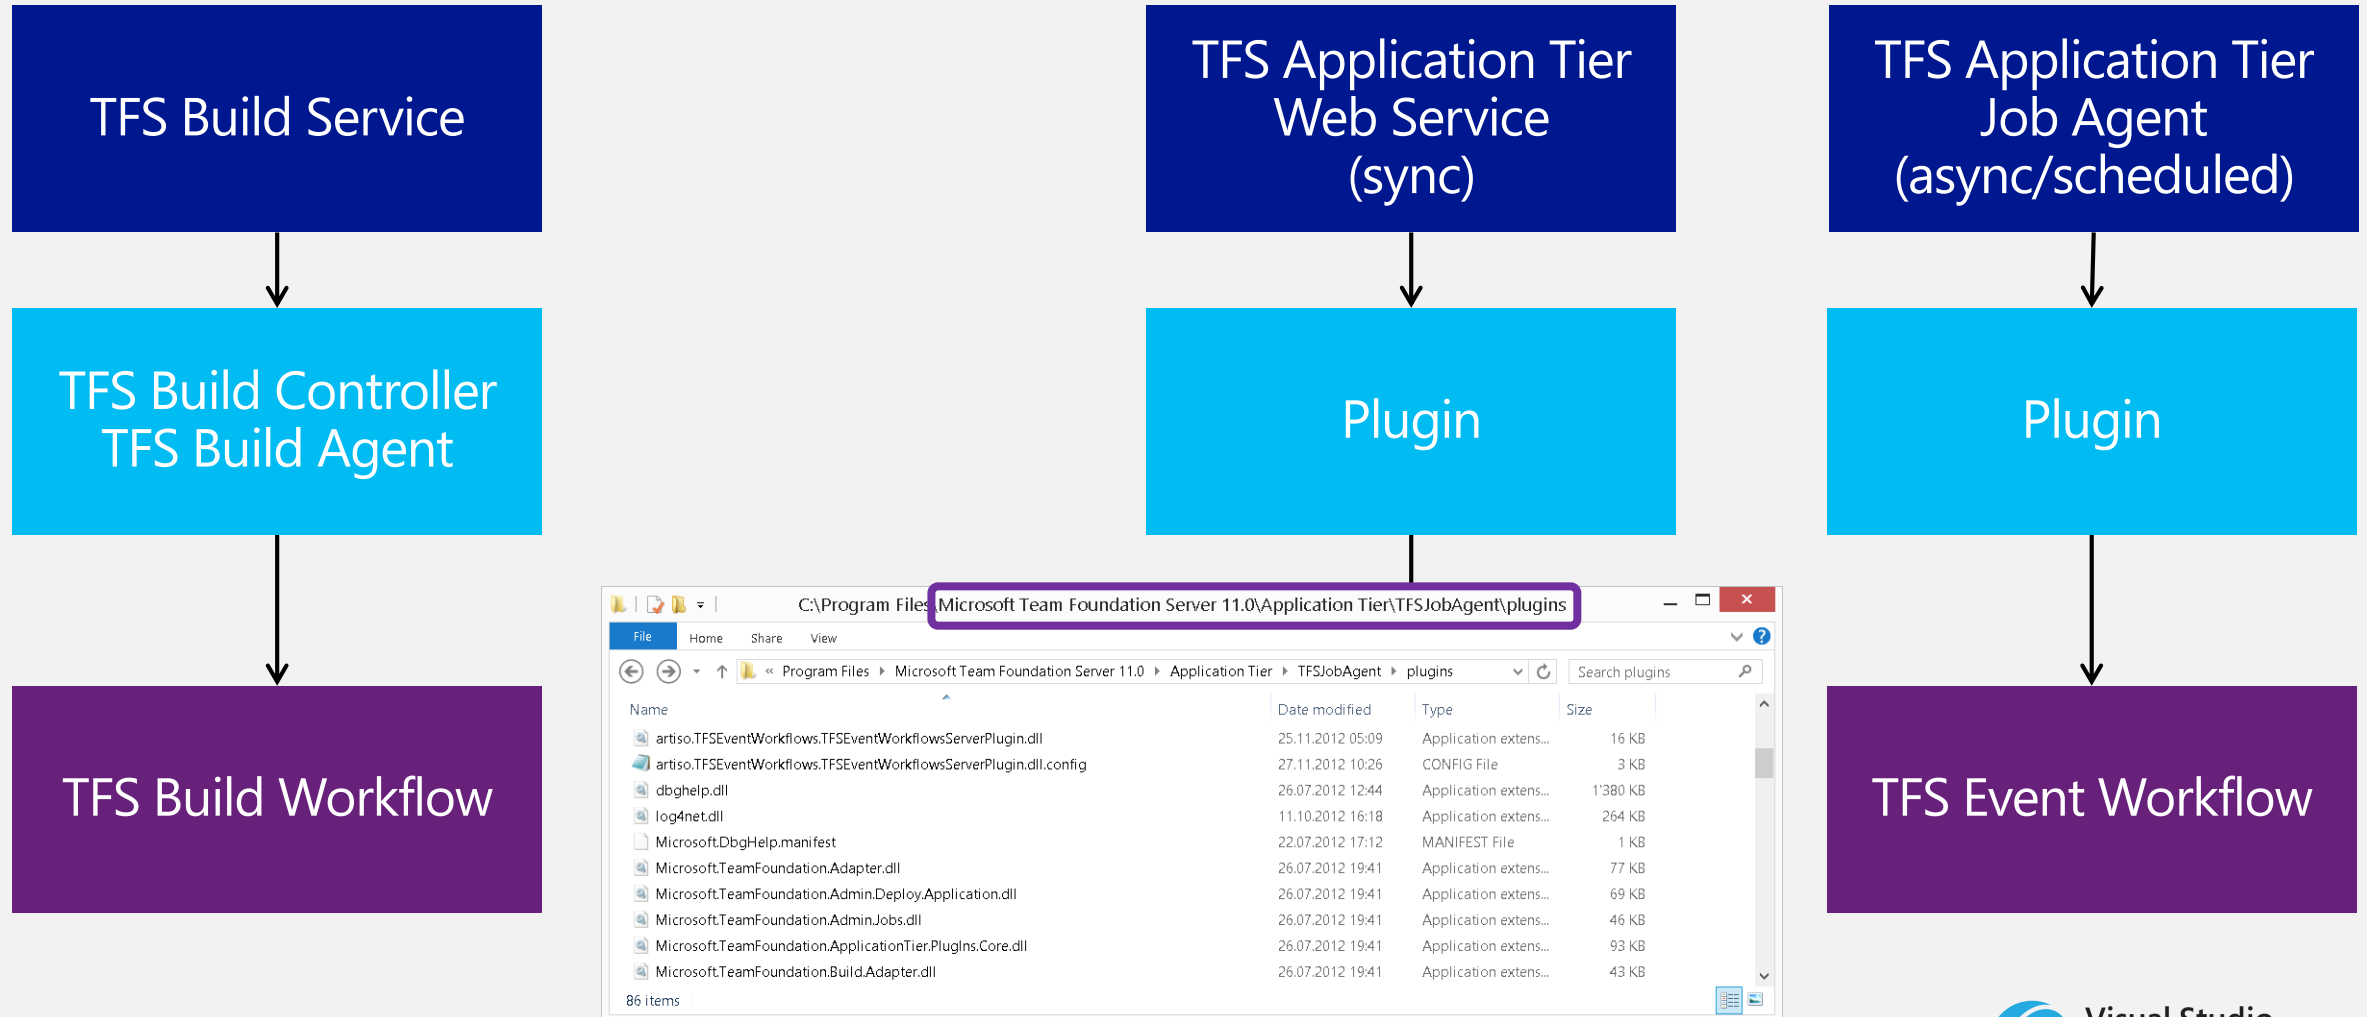 TFS Build Service
TFS Application Tier
Web Service
(sync)
TFS Application Tier
Job Agent
(async/scheduled)
TFS Build Controller
TFS Build Agent
Plugin
Plugin
C:\Program Files\Microsoft Team Foundation Server 11.0\Application Tier\TFSJobAgent\plugins
File Home Share View
« Program Files Microsoft Team Foundation Server 11.0 Application Tier TFSJobAgent plugins Search plugins
Name Date modified Type Size
artiso.TFSEventWorkflows.TFSEventWorkflowsServerPlugin.dll 25.11.2012 05:09 Application extens... 16 KB
artiso.TFSEventWorkflows.TFSEventWorkflowsServerPlugin.dll.config 27.11.2012 10:26 CONFIG File 3 KB
dbghelp.dll 26.07.2012 12:44 Application extens... 1'380 KB
log4net.dll 11.10.2012 16:18 Application extens... 264 KB
Microsoft.DbgHelp.manifest 22.07.2012 17:12 MANIFEST File 1 KB
Microsoft.TeamFoundation.Adapter.dll 26.07.2012 19:41 Application extens... 77 KB
Microsoft.TeamFoundation.Admin.Deploy.Application.dll 26.07.2012 19:41 Application extens... 69 KB
Microsoft.TeamFoundation.Admin.Jobs.dll 26.07.2012 19:41 Application extens... 46 KB
Microsoft.TeamFoundation.ApplicationTier.PlugIns.Core.dll 26.07.2012 19:41 Application extens... 93 KB
Microsoft.TeamFoundation.Build.Adapter.dll 26.07.2012 19:41 Application extens... 43 KB
86 items
TFS Build Workflow
TFS Event Workflow
Visual Studio